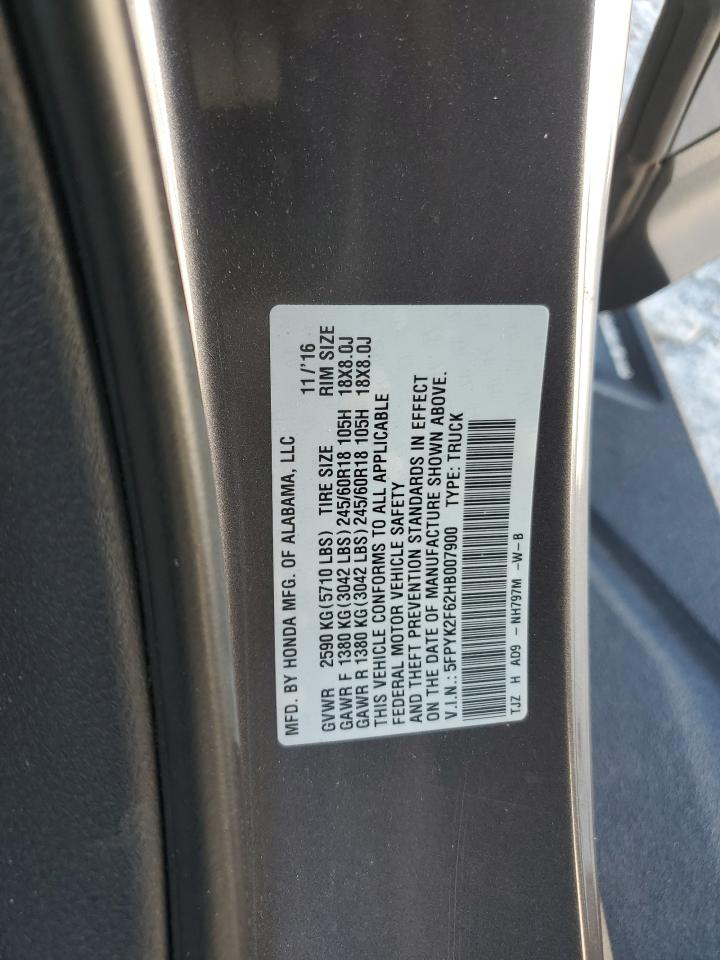 MFD. BY HONDA MFG. OF ALABAMA, LLC 11/'16
GVWR 2590 KG(5710 LBS) TIRE SIZE RIM SIZE
GAWR F 1380 KG(3042 LBS)245/60R18 105H 18X8.0J
GAWR R 1380 KG(3042 LBS)245/60R18 105H 18X8.0J
THIS VEHICLE CONFORMS TO ALL APPLICABLE
FEDERAL MOTOR VEHICLE SAFETY
AND THEFT PREVENTION STANDARDS IN EFFECT
ON THE DATE OF MANUFACTURE SHOWN ABOVE.
V.I.N.: 5FPYK2F62HB007900 TYPE: TRUCK
TJZ H A09 - NH797M -W-B